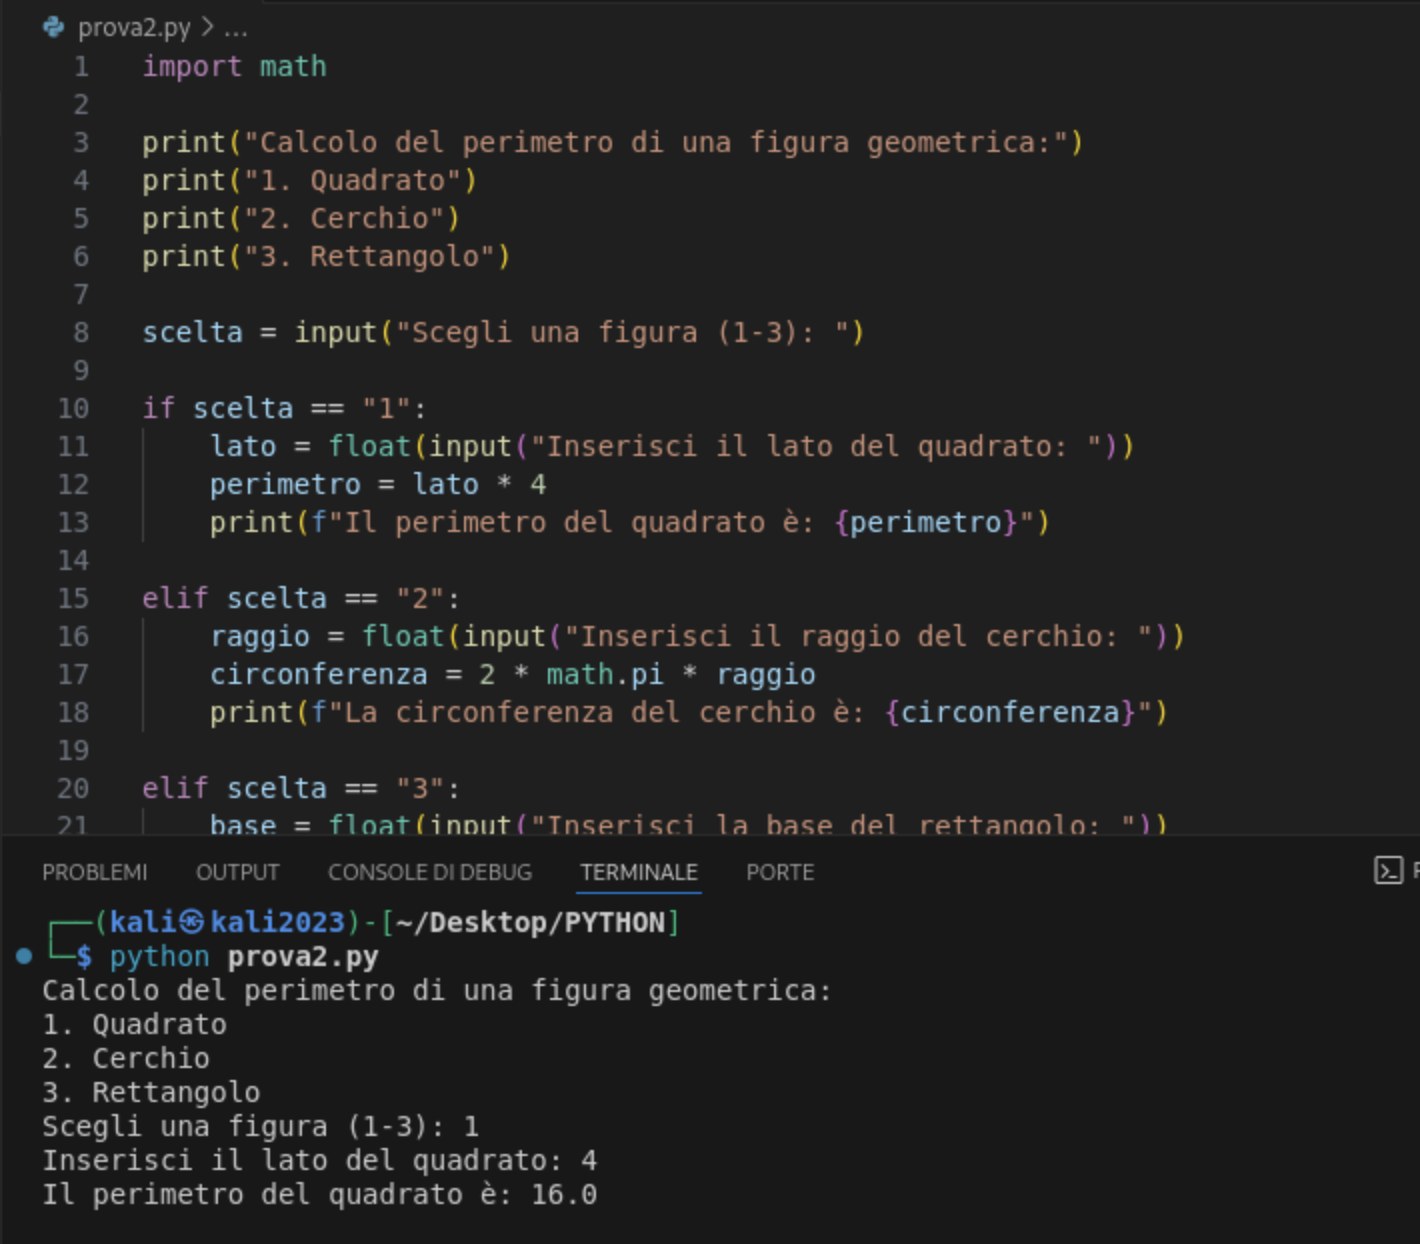 prova2.py > ...
1 import math
2
3 print("Calcolo del perimetro di una figura geometrica:")
4 print("1. Quadrato")
5 print("2. Cerchio")
6 print("3. Rettangolo")
7
8 scelta = input("Scegli una figura (1-3): ")
9
10 if scelta == "1":
11     lato = float(input("Inserisci il lato del quadrato: "))
12     perimetro = lato * 4
13     print(f"Il perimetro del quadrato è: {perimetro}")
14
15 elif scelta == "2":
16     raggio = float(input("Inserisci il raggio del cerchio: "))
17     circonferenza = 2 * math.pi * raggio
18     print(f"La circonferenza del cerchio è: {circonferenza}")
19
20 elif scelta == "3":
21     base = float(input("Inserisci la base del rettangolo: "))
PROBLEMI OUTPUT CONSOLE DI DEBUG TERMINALE PORTE
┌──(kali㉿kali2023)-[~/Desktop/PYTHON]
└─$ python prova2.py
Calcolo del perimetro di una figura geometrica:
1. Quadrato
2. Cerchio
3. Rettangolo
Scegli una figura (1-3): 1
Inserisci il lato del quadrato: 4
Il perimetro del quadrato è: 16.0